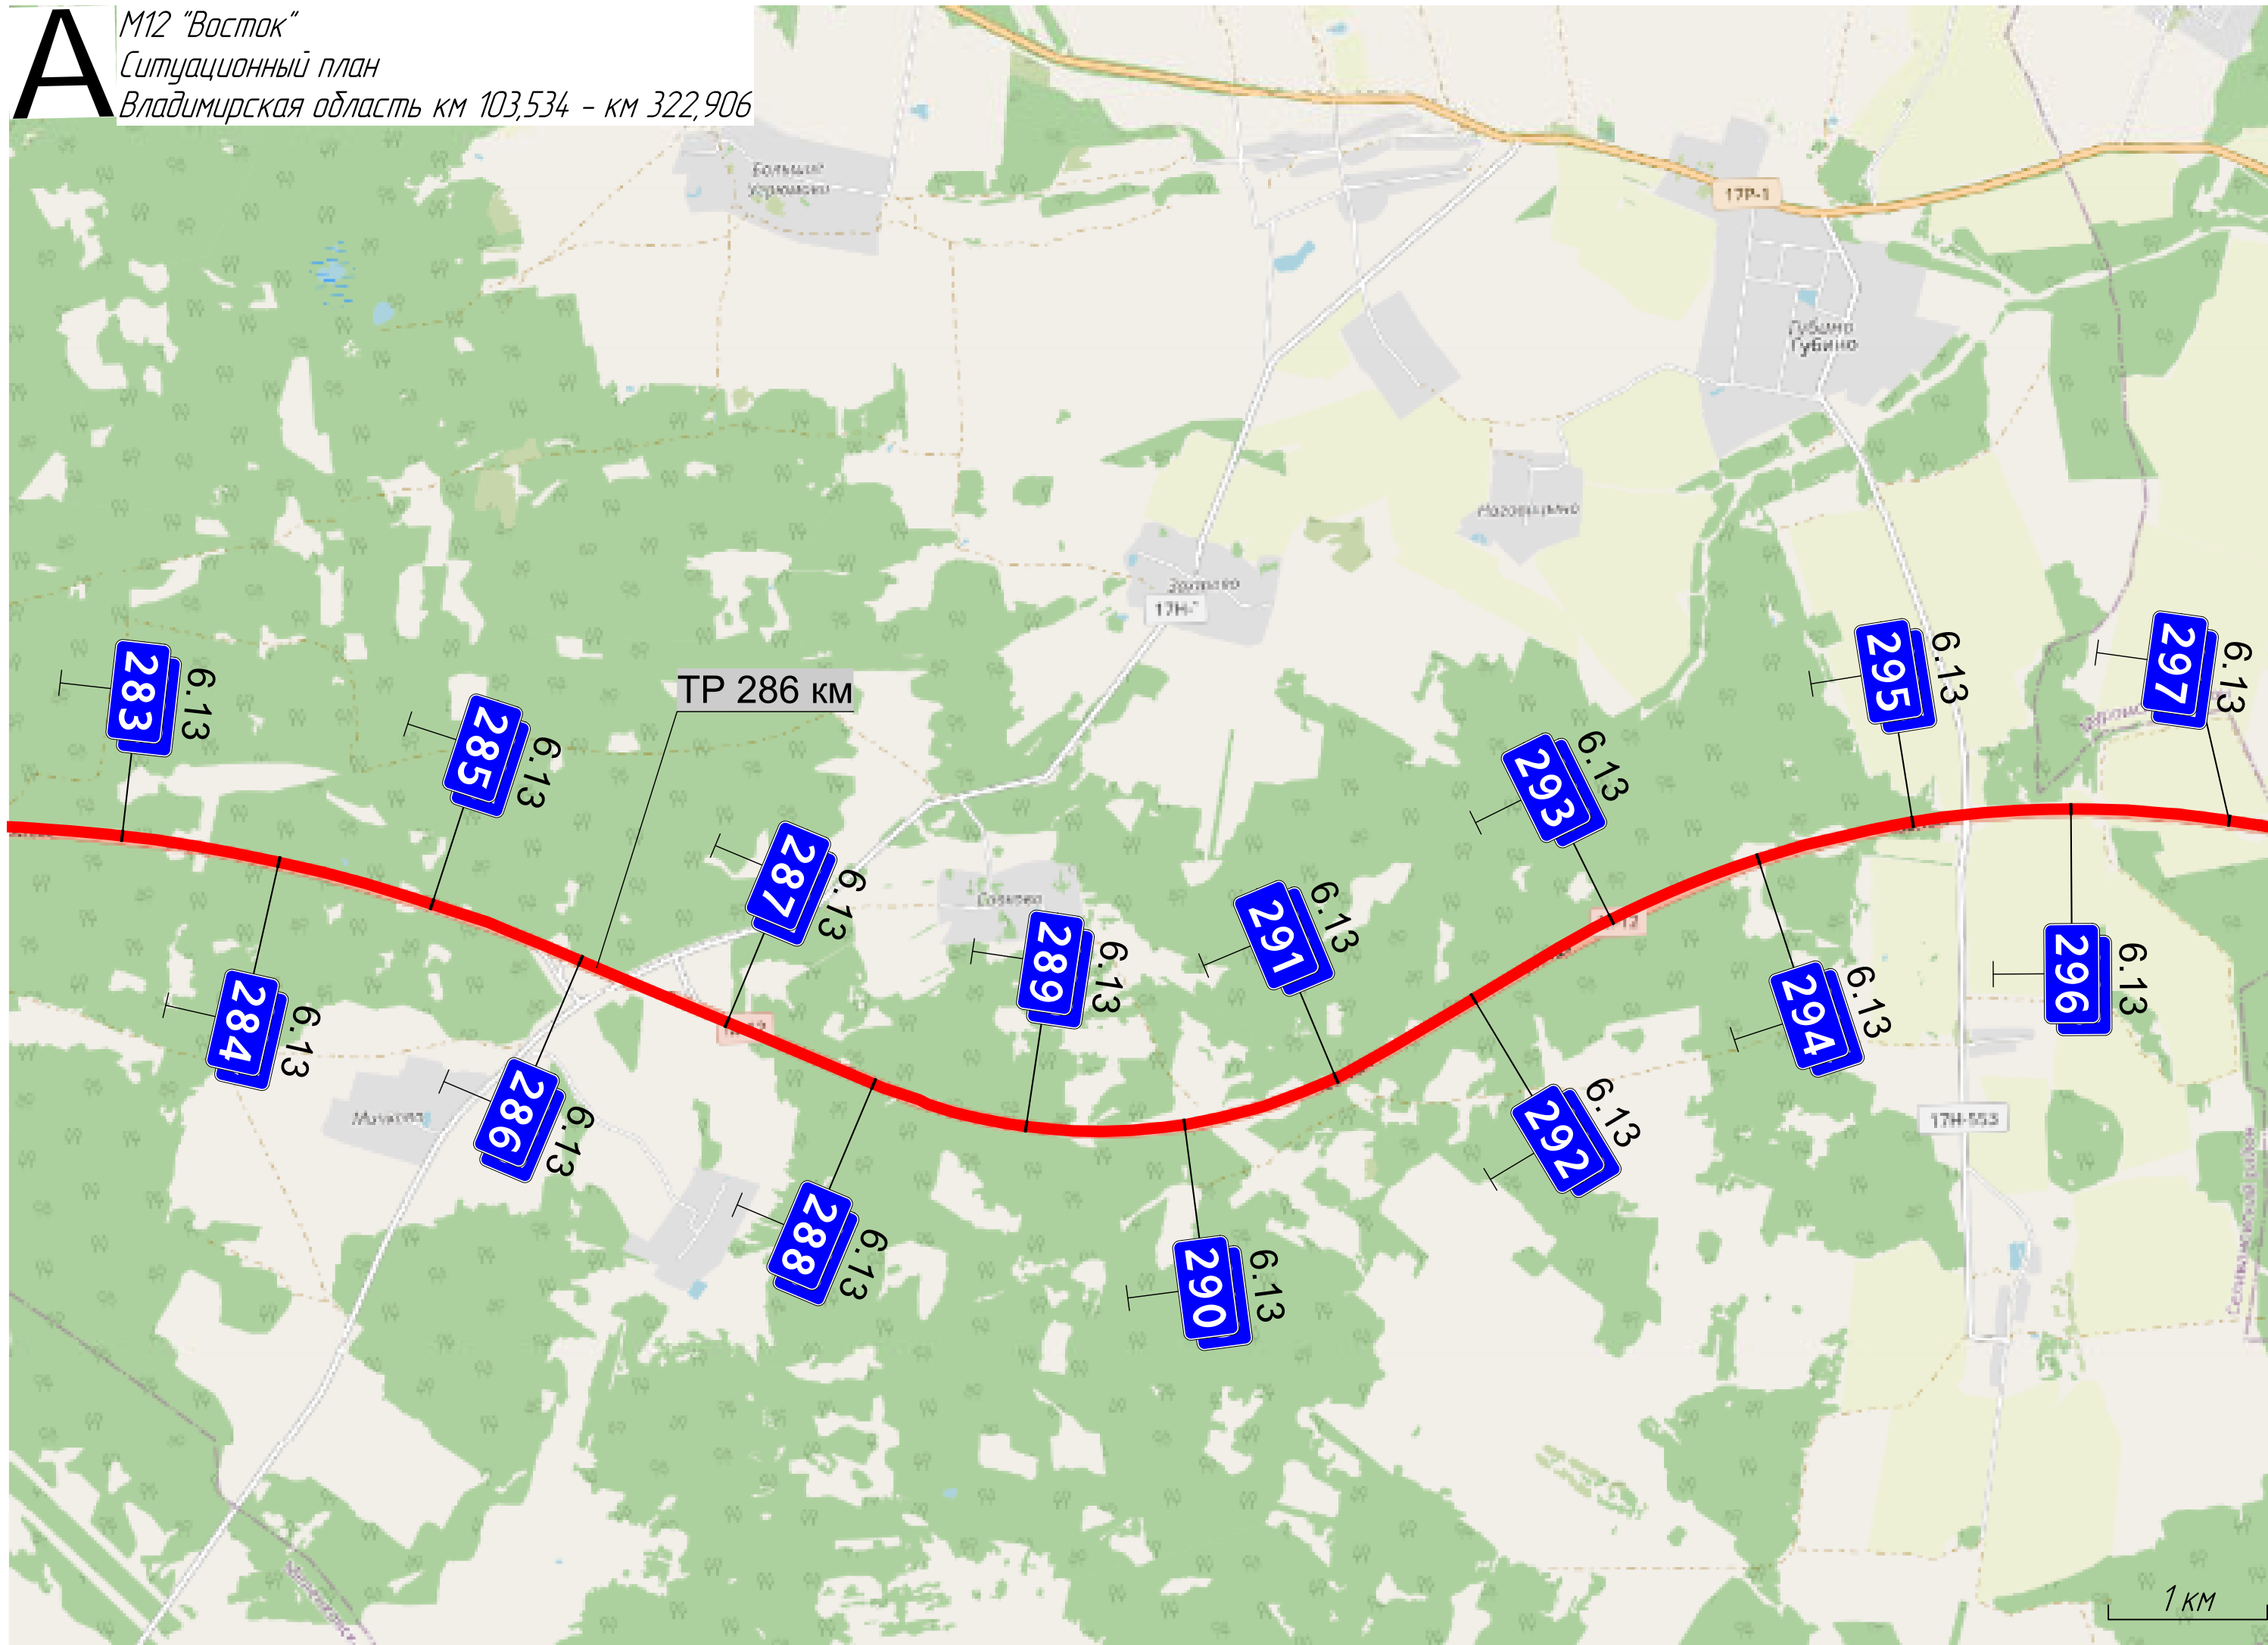 А
М12 "Восток"
Ситуационный план
Владимирская область км 103,534 - км 322,906
17Р-1
Губино
Губино
17Н-
283
6.13
285
6.13
ТР 286 км
287
6.13
289
6.13
291
6.13
293
6.13
295
6.13
297
6.13
284
6.13
286
6.13
288
6.13
290
6.13
292
6.13
294
6.13
296
6.13
17Н-553
1 км